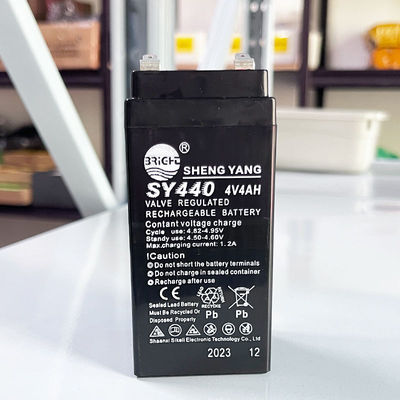 BRiGHT ®
SHENG YANG
SY440 4V4AH
VALVE REGULATED
RECHARGEABLE BATTERY
Contant voltage charge
Cycle use: 4.82-4.95V
Standy use: 4.50-4.60V
Max.charging current: 1.2A
!Caution
Do not short the battery terminals
Do not charge in sealed container
Recharge after use
CE
RECYCLE
Pb Pb
Sealed Lead Battery
Must Be Recycled Or
Disposed Properly
Shaanai Sikeli Electronic Technology Co.,Ltd
2023 12